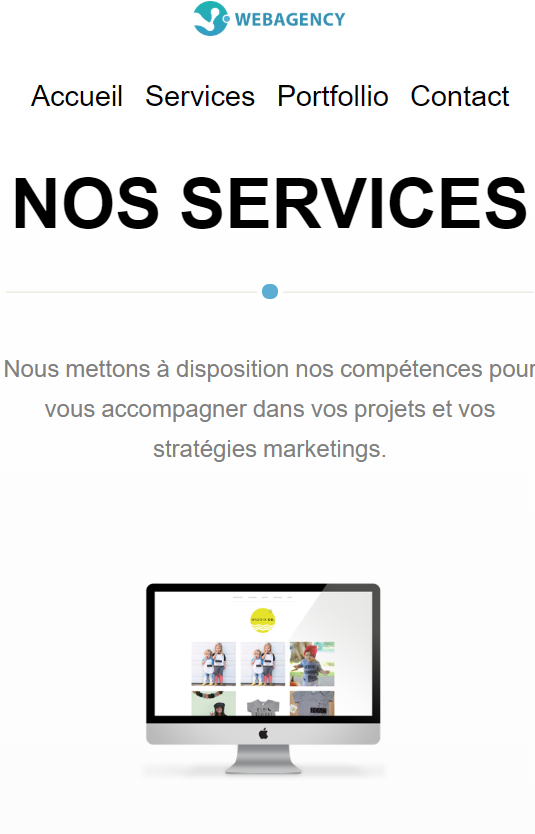 WEBAGENCY
Accueil Services Portfollio Contact
NOS SERVICES
Nous mettons à disposition nos compétences pour
vous accompagner dans vos projets et vos
stratégies marketings.